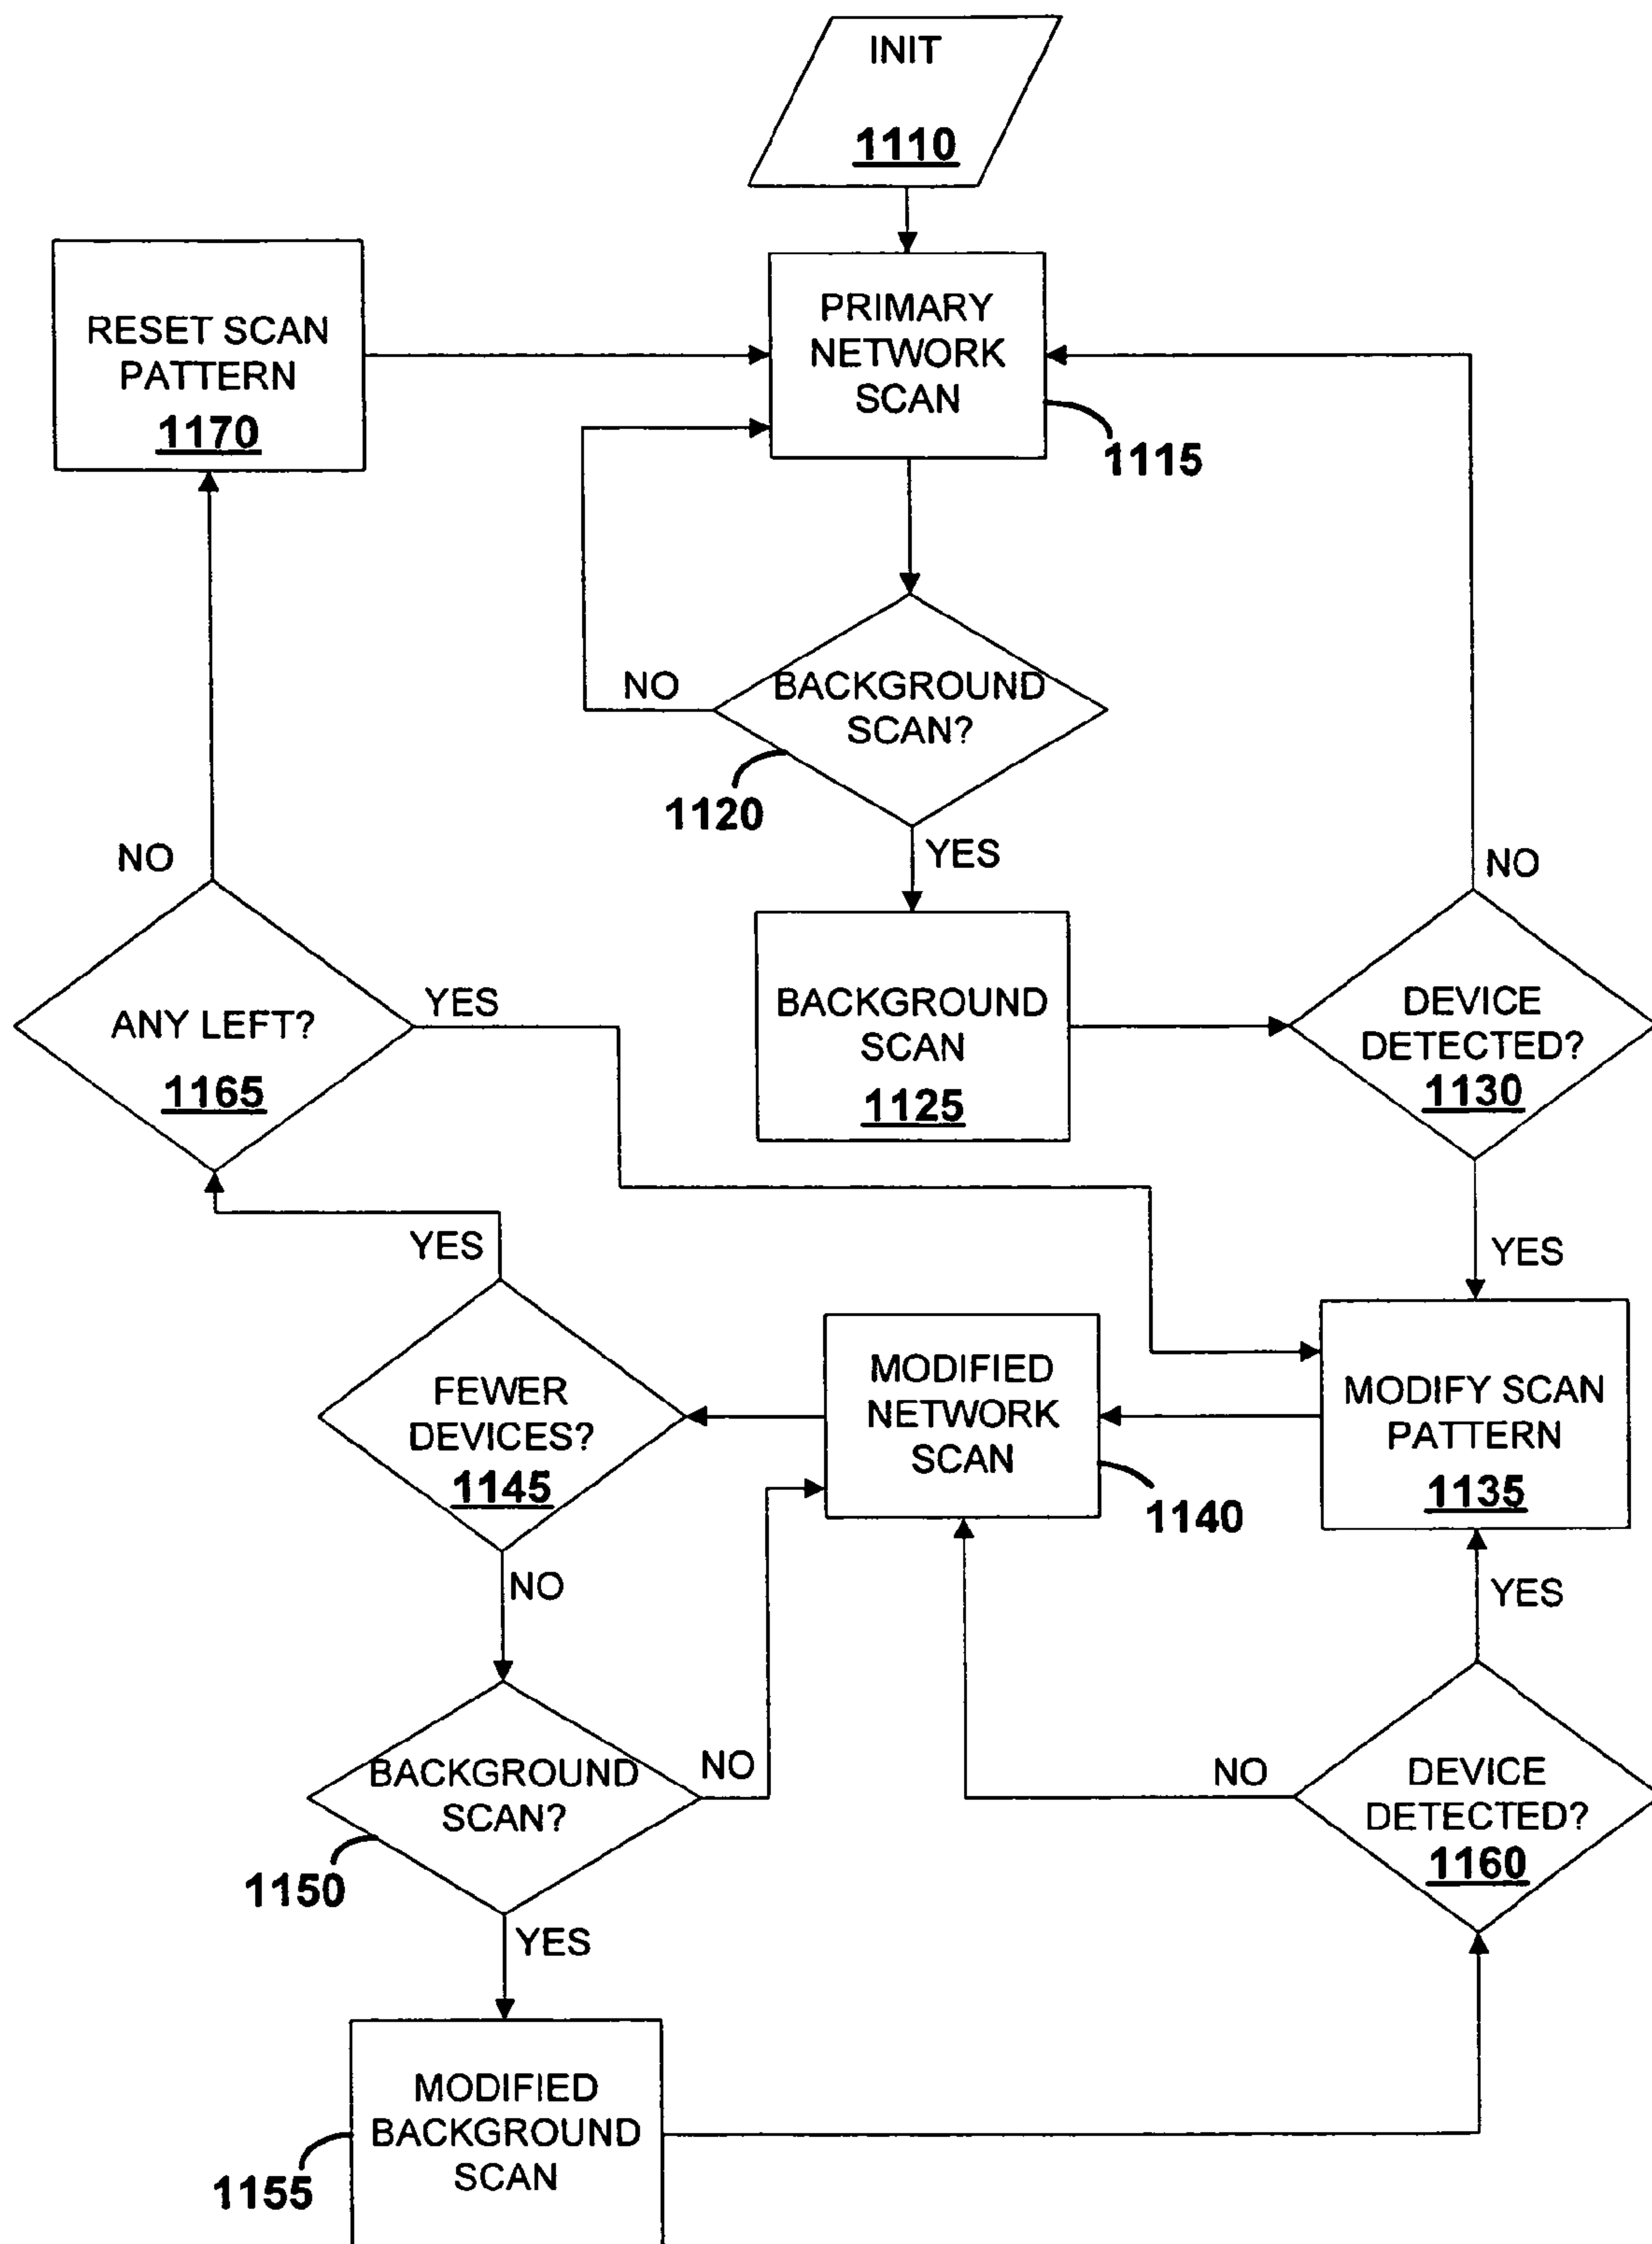 INIT
1110
RESET SCAN
PATTERN
1170
PRIMARY
NETWORK
SCAN
1115
NO
BACKGROUND
SCAN?
1120
YES
NO
NO
ANY LEFT?
1165
YES
BACKGROUND
SCAN
1125
DEVICE
DETECTED?
1130
YES
YES
FEWER
DEVICES?
1145
MODIFIED
NETWORK
SCAN
1140
MODIFY SCAN
PATTERN
1135
NO
YES
BACKGROUND
SCAN?
1150
NO
NO
DEVICE
DETECTED?
1160
YES
MODIFIED
BACKGROUND
SCAN
1155